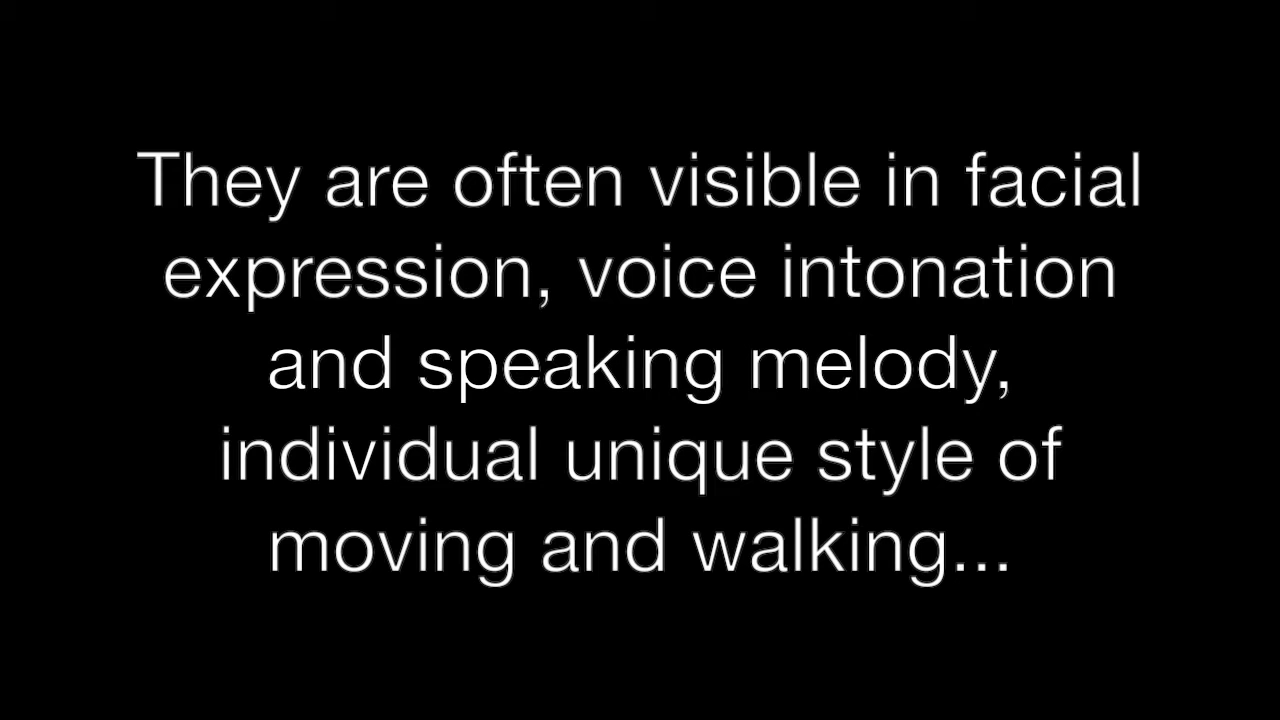 They are often visible in facial
expression, voice intonation
and speaking melody,
individual unique style of
moving and walking...